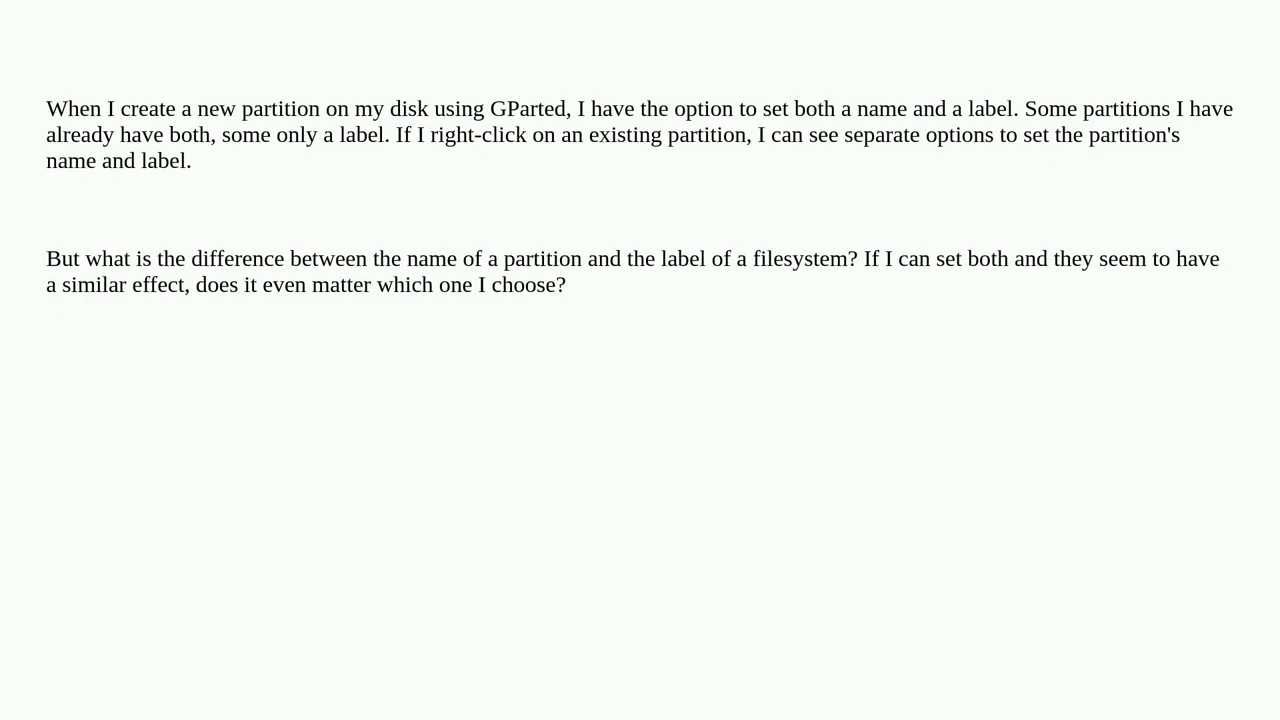 When I create a new partition on my disk using GParted, I have the option to set both a name and a label. Some partitions I have
already have both, some only a label. If I right-click on an existing partition, I can see separate options to set the partition's
name and label.
But what is the difference between the name of a partition and the label of a filesystem? If I can set both and they seem to have
a similar effect, does it even matter which one I choose?